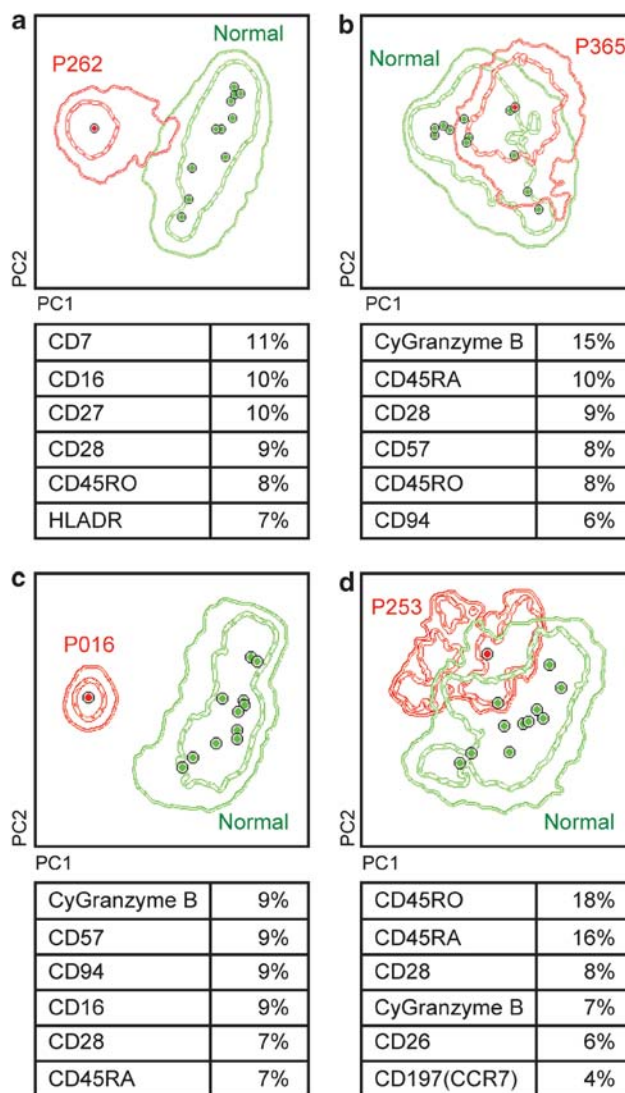 a
Normal
P262
PC2
PC1
CD7 11%
CD16 10%
CD27 10%
CD28 9%
CD45RO 8%
HLADR 7%
b
P365
Normal
PC2
PC1
CyGranzyme B 15%
CD45RA 10%
CD28 9%
CD57 8%
CD45RO 8%
CD94 6%
c
P016
Normal
PC2
PC1
CyGranzyme B 9%
CD57 9%
CD94 9%
CD16 9%
CD28 7%
CD45RA 7%
d
P253
Normal
PC2
PC1
CD45RO 18%
CD45RA 16%
CD28 8%
CyGranzyme B 7%
CD26 6%
CD197(CCR7) 4%